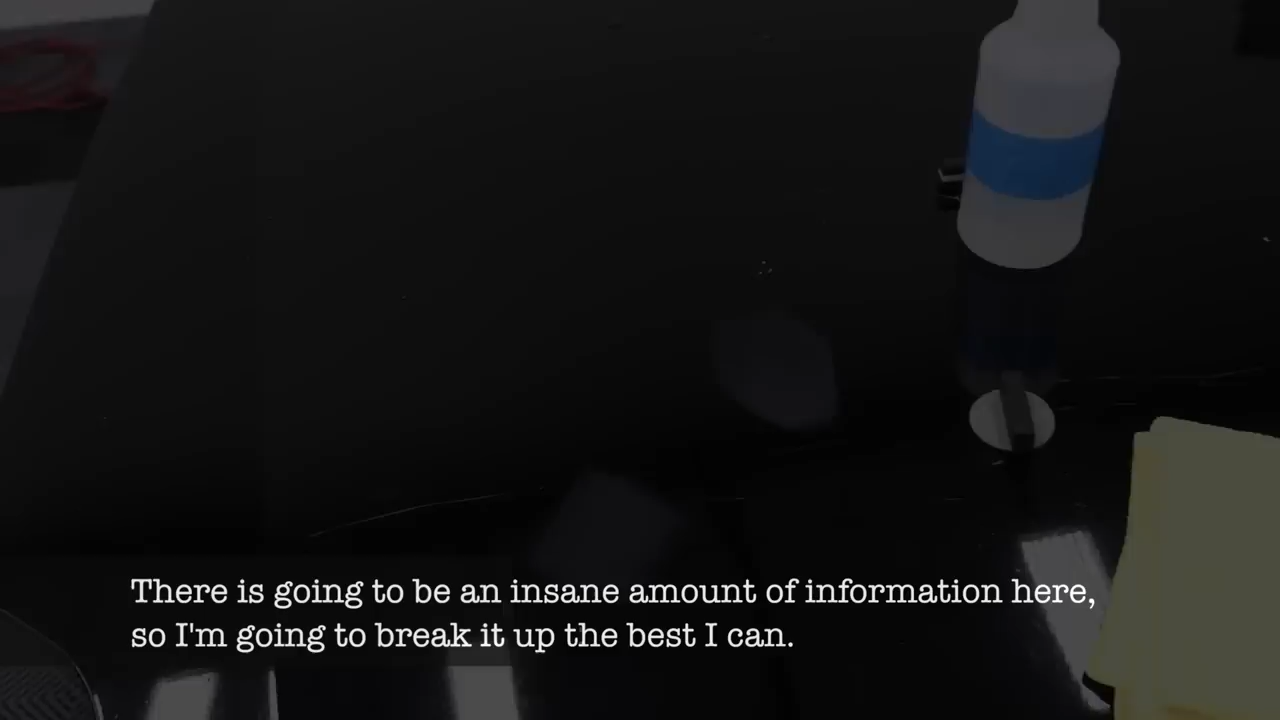 There is going to be an insane amount of information here,
so I'm going to break it up the best I can.